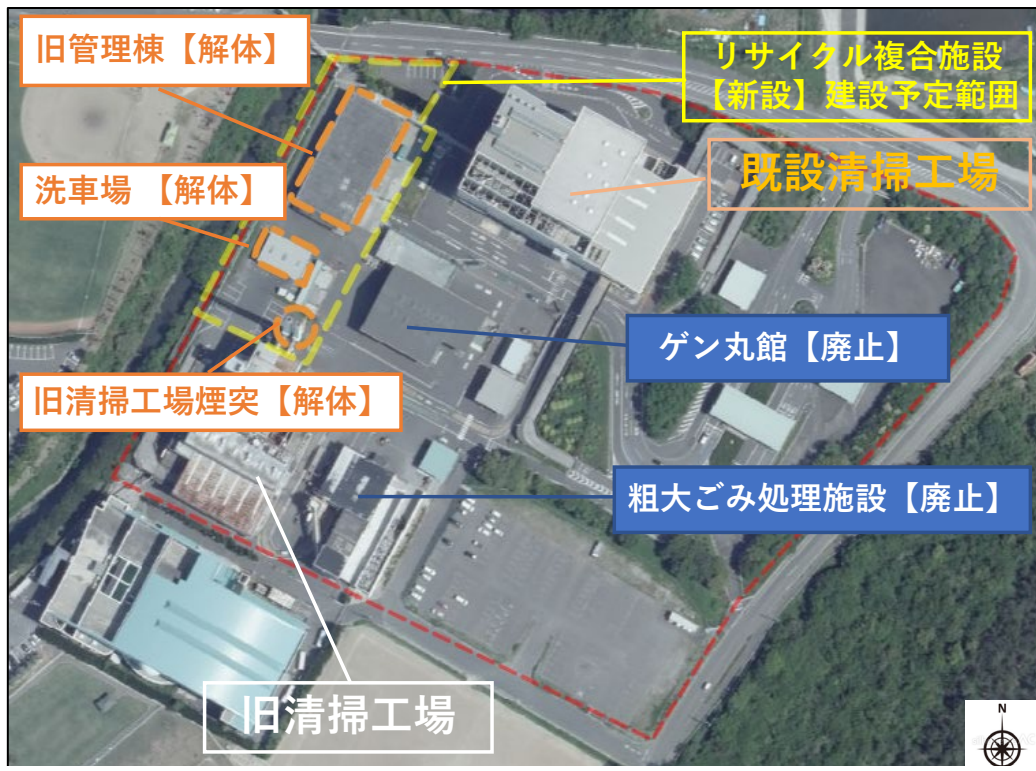 旧管理棟【解体】
リサイクル複合施設
【新設】建設予定範囲
既設清掃工場
洗車場 【解体】
ゲン丸館【廃止】
旧清掃工場煙突【解体】
粗大ごみ処理施設【廃止】
旧清掃工場
N